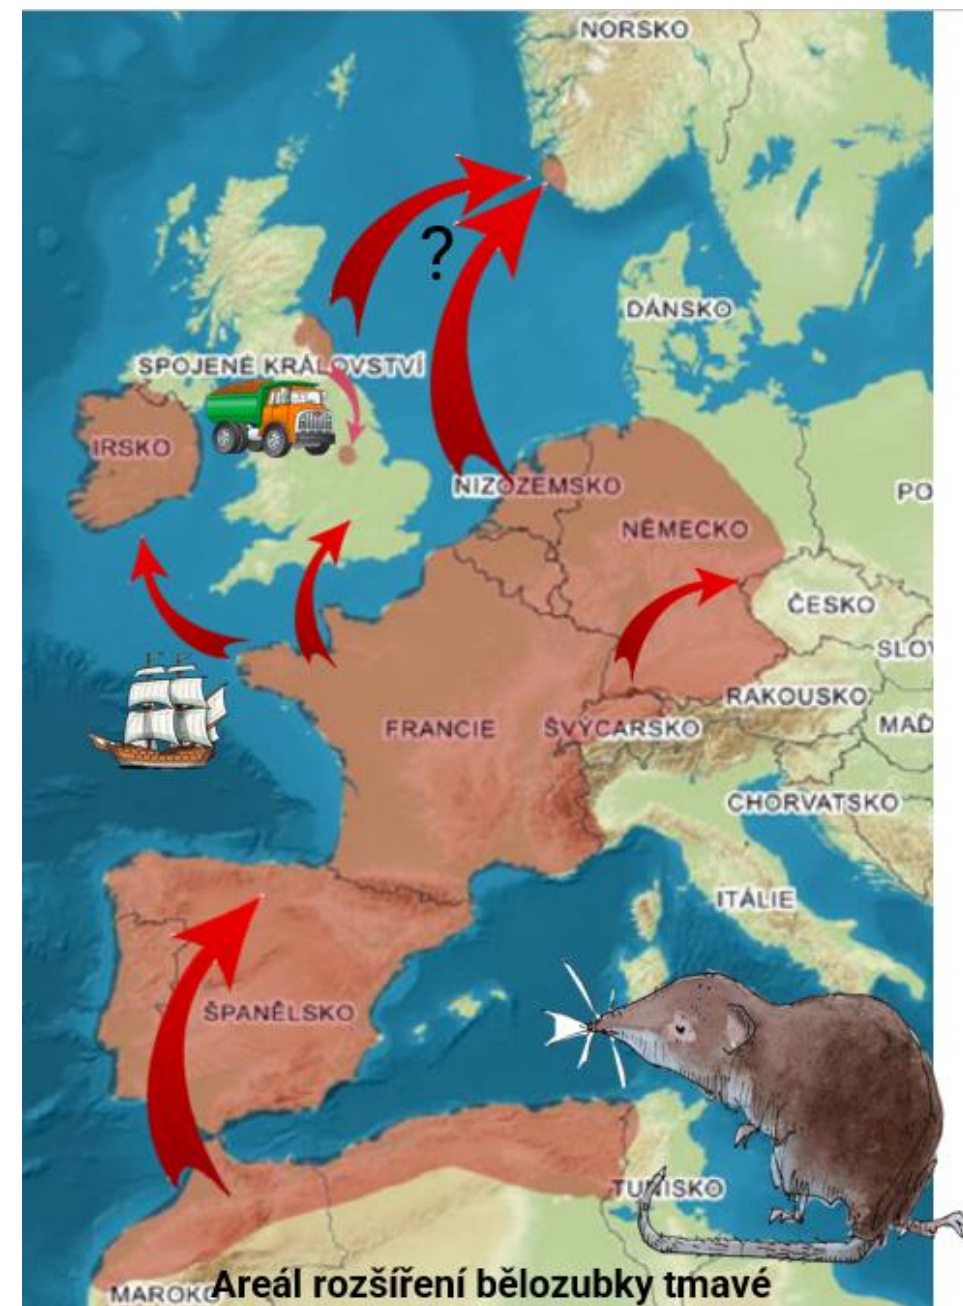 NORSKO
?
DÁNSKO
SPOJENÉ KRÁLOVSTVÍ
IRSKO
NIZOZEMSKO
PO
NĚMECKO
ČESKO
SLOV
RAKOUSKO
FRANCIE
ŠVÝCARSKO
MAĎ
CHORVATSKO
ITÁLIE
ŠPANĚLSKO
TUNISKO
MAROKO
Areál rozšíření bělozubky tmavé